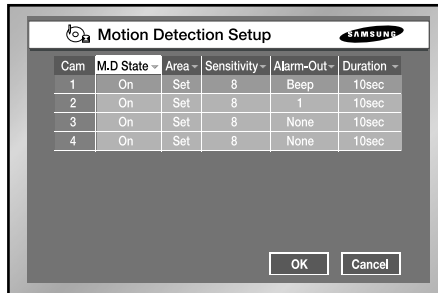 Motion Detection Setup SAMSUNG
Cam M.D State Area Sensitivity Alarm-Out Duration
1 On Set 8 Beep 10sec
2 On Set 8 1 10sec
3 On Set 8 None 10sec
4 On Set 8 None 10sec
OK Cancel